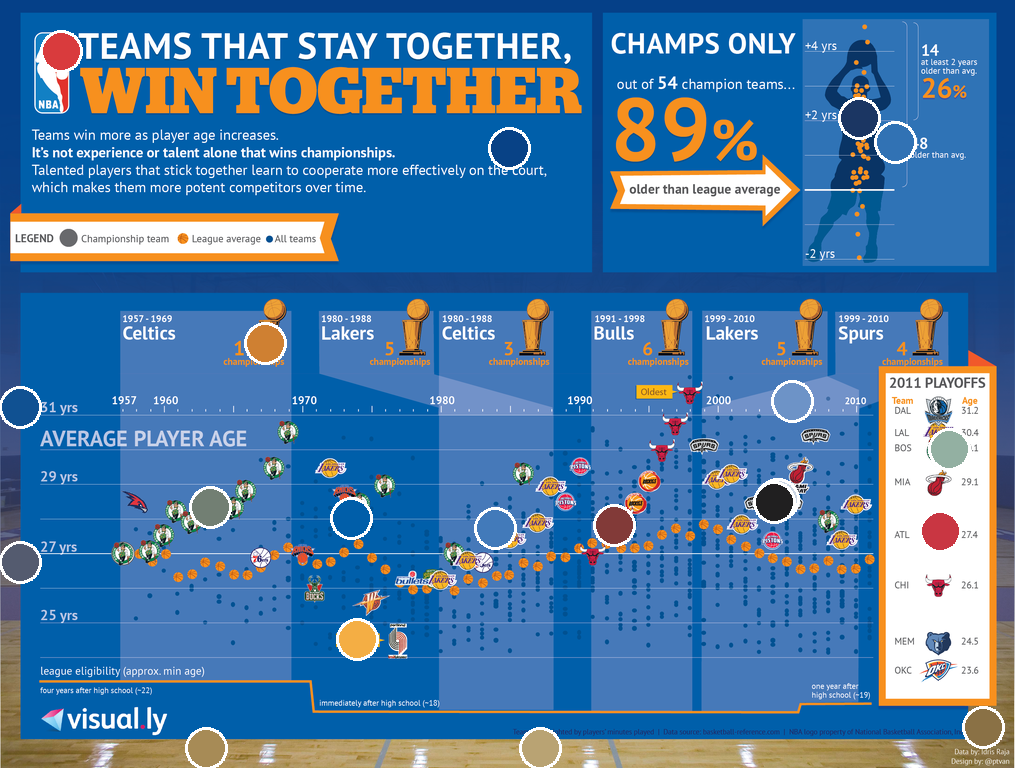 TEAMS THAT STAY TOGETHER,
WIN TOGETHER
NBA
Teams win more as player age increases.
It's not experience or talent alone that wins championships.
Talented players that stick together learn to cooperate more effectively on the court,
which makes them more potent competitors over time.
LEGEND Championship team League average All teams
CHAMPS ONLY
out of 54 champion teams...
89%
older than league average
+4 yrs
+2 yrs
-2 yrs
14
at least 2 years
older than avg.
26%
older than avg.
1957 - 1969
Celtics
championships
1980 - 1988
Lakers
5
championships
1980 - 1988
Celtics
3
championships
1991 - 1998
Bulls
6
championships
1999 - 2010
Lakers
5
championships
1999 - 2010
Spurs
4
championships
1957 1960 1970 1980 1990 2000 2010
Oldest
31 yrs
AVERAGE PLAYER AGE
29 yrs
27 yrs
25 yrs
LAKERS
SPURS
PISTONS
76ers
bullets
BUCKS
2011 PLAYOFFS
Team Age
DAL 31.2
LAL 30.4
BOS
MIA 29.1
ATL 27.4
CHI 26.1
MEM 24.5
OKC 23.6
league eligibility (approx. min age)
four years after high school (~22)
immediately after high school (~18)
one year after
high school (~19)
visual.ly
by players' minutes played | Data source: basketball-reference.com | NBA logo property of National Basketball Association,
Data by: Idris Raja
Design by: @ptvan